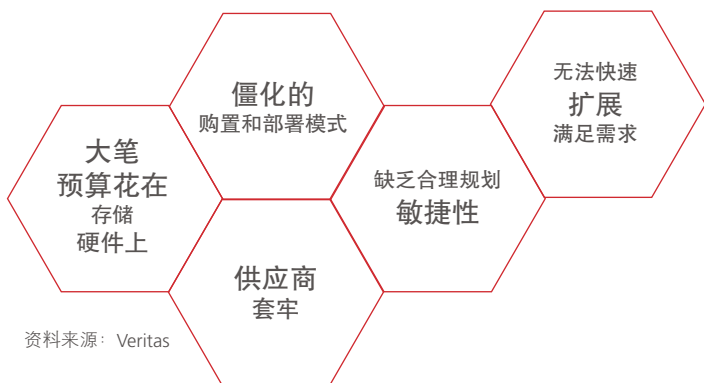 大笔
预算花在
存储
硬件上
僵化的
购置和部署模式
供应商
套牢
缺乏合理规划
敏捷性
无法快速
扩展
满足需求
资料来源：Veritas